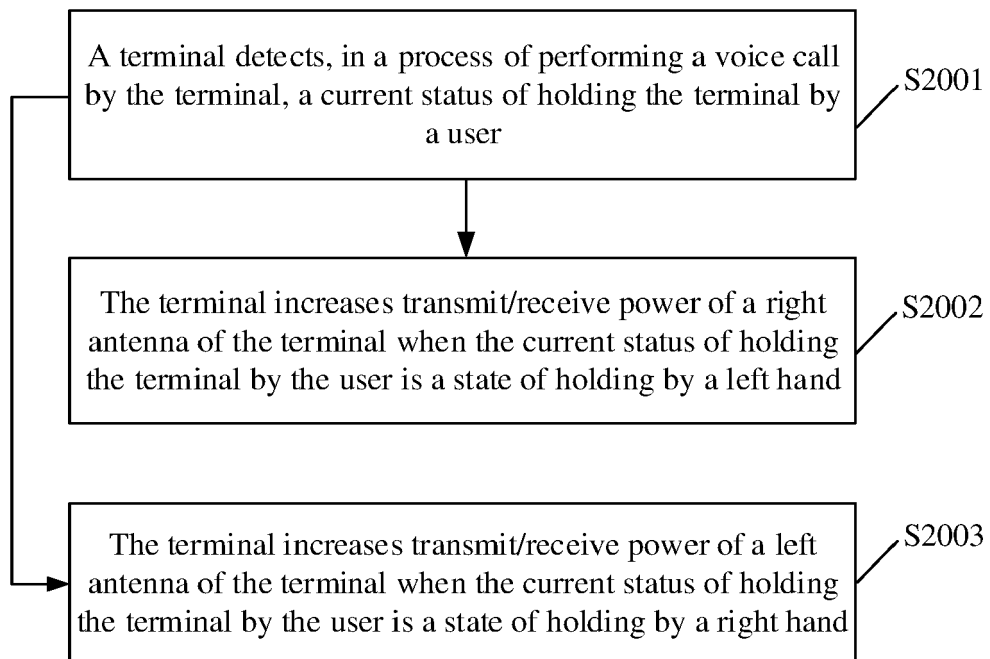 A terminal detects, in a process of performing a voice call
by the terminal, a current status of holding the terminal by
a user
S2001
The terminal increases transmit/receive power of a right
antenna of the terminal when the current status of holding
the terminal by the user is a state of holding by a left hand
S2002
The terminal increases transmit/receive power of a left
antenna of the terminal when the current status of holding
the terminal by the user is a state of holding by a right hand
S2003